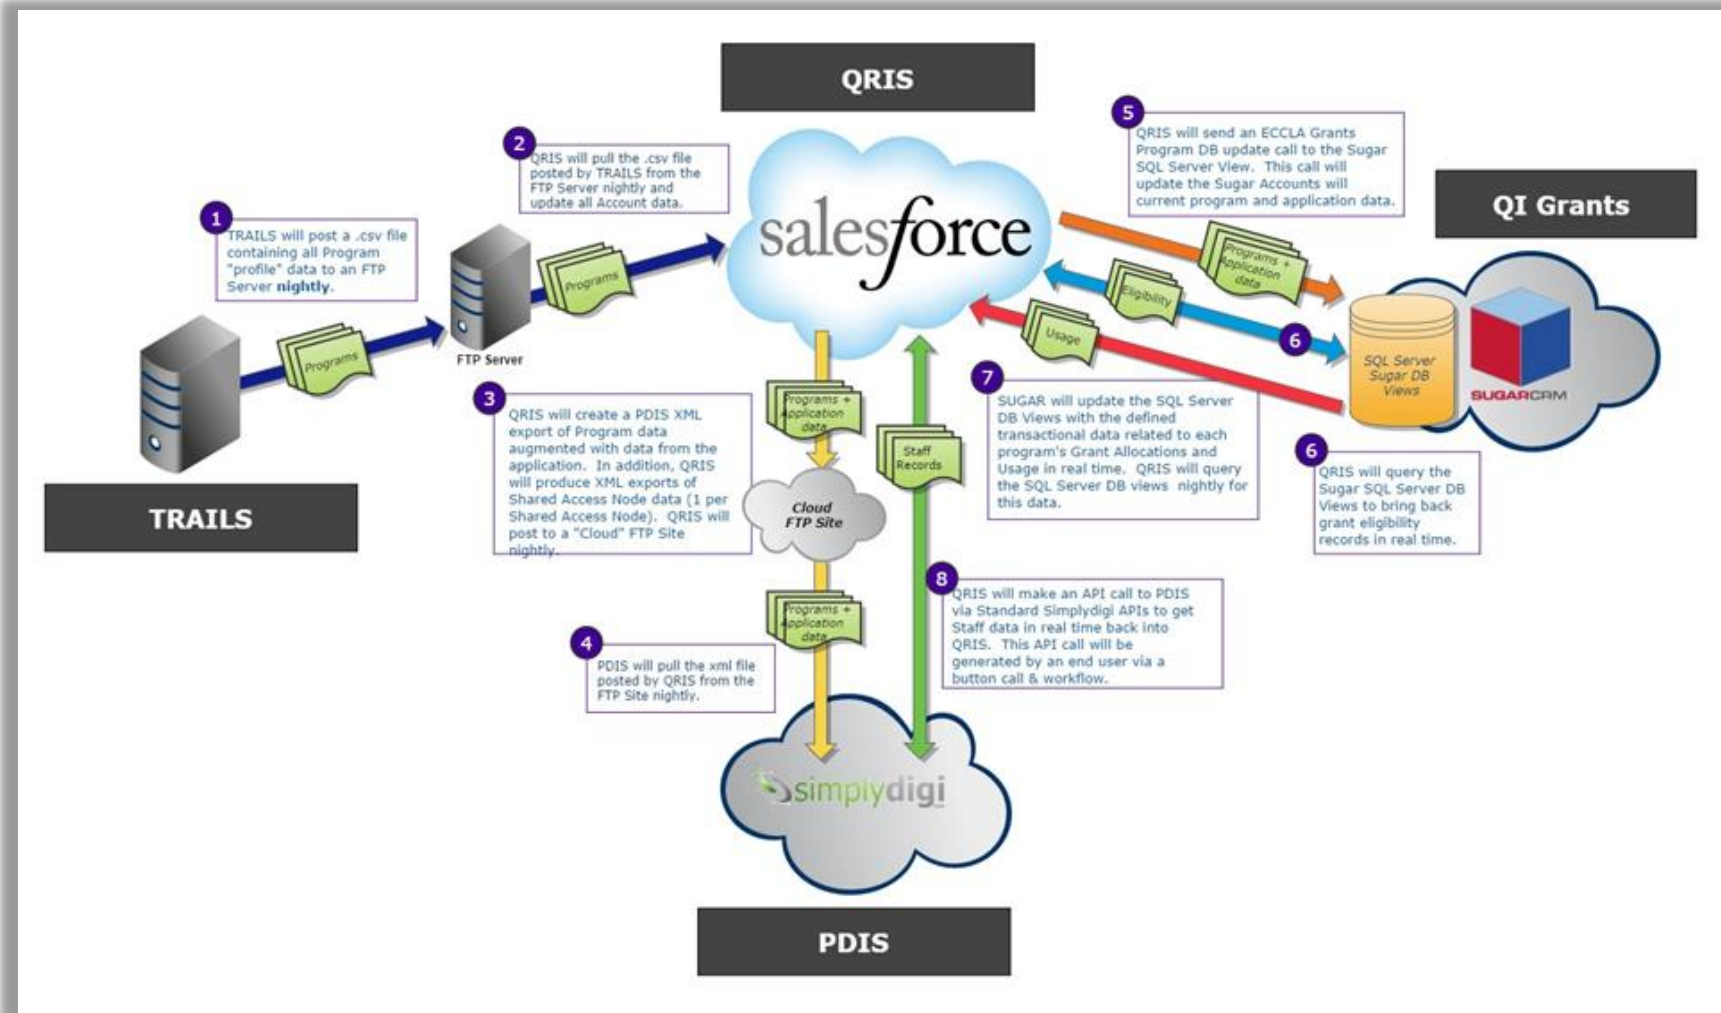 QRIS
5
QRIS will send an ECCLA Grants
Program DB update call to the Sugar
SQL Server View.  This call will
update the Sugar Accounts will
current program and application data.
2
QRIS will pull the .csv file
posted by TRAILS from the
FTP Server nightly and
update all Account data.
QI Grants
1
TRAILS will post a .csv file
containing all Program
"profile" data to an FTP
Server nightly.
salesforce
Programs +
Application
data
Programs
Eligibility
Usage
6
Programs
FTP Server
SQL Server
Sugar DB
Views
SUGARCRM
3
QRIS will create a PDIS XML
export of Program data
augmented with data from the
application.  In addition, QRIS
will produce XML exports of
Shared Access Node data (1 per
Shared Access Node).  QRIS will
post to a "Cloud" FTP Site
nightly.
Programs +
Application
data
7
SUGAR will update the SQL Server
DB Views with the defined
transactional data related to each
program's Grant Allocations and
Usage in real time.  QRIS will query
the SQL Server DB views  nightly for
this data.
Staff
Records
6
QRIS will query the
Sugar SQL Server DB
Views to bring back
grant eligibility
records in real time.
TRAILS
Cloud
FTP Site
8
QRIS will make an API call to PDIS
via Standard Simplydigi APIs to get
Staff data in real time back into
QRIS.  This API call will be
generated by an end user via a
button call & workflow.
Programs +
Application
data
4
PDIS will pull the xml file
posted by QRIS from the
FTP Site nightly.
simplydigi
PDIS